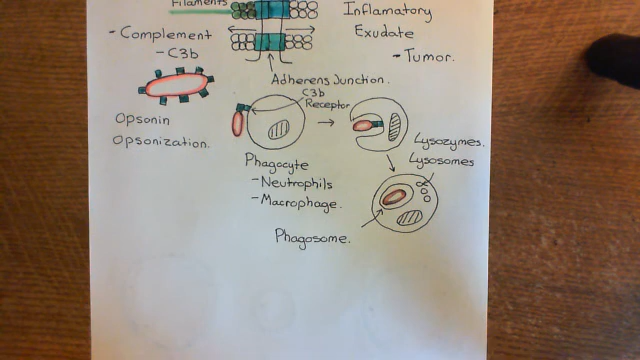 Filaments
Inflamatory
Exudate
- Tumor.
- Complement
- C3b
Adherens Junction.
C3b
Receptor
Opsonin
Opsonization.
Phagocyte
- Neutrophils
- Macrophage.
Lysozymes.
Lysosomes
Phagosome.